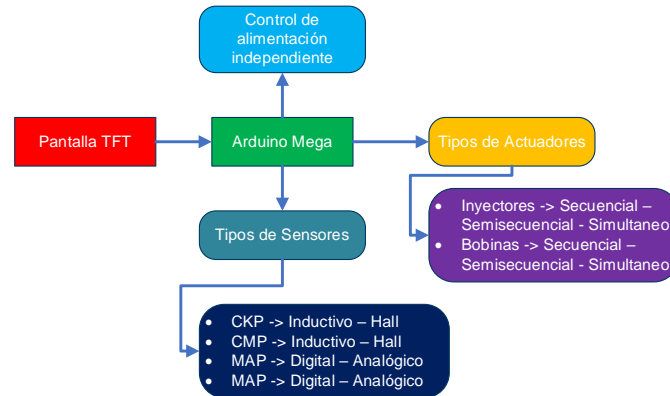 Control de
alimentación
independiente
Pantalla TFT
Arduino Mega
Tipos de Actuadores
• Inyectores -> Secuencial –
Semisecuencial - Simultaneo
• Bobinas -> Secuencial –
Semisecuencial - Simultaneo
Tipos de Sensores
• CKP -> Inductivo – Hall
• CMP -> Inductivo – Hall
• MAP -> Digital – Analógico
• MAP -> Digital – Analógico